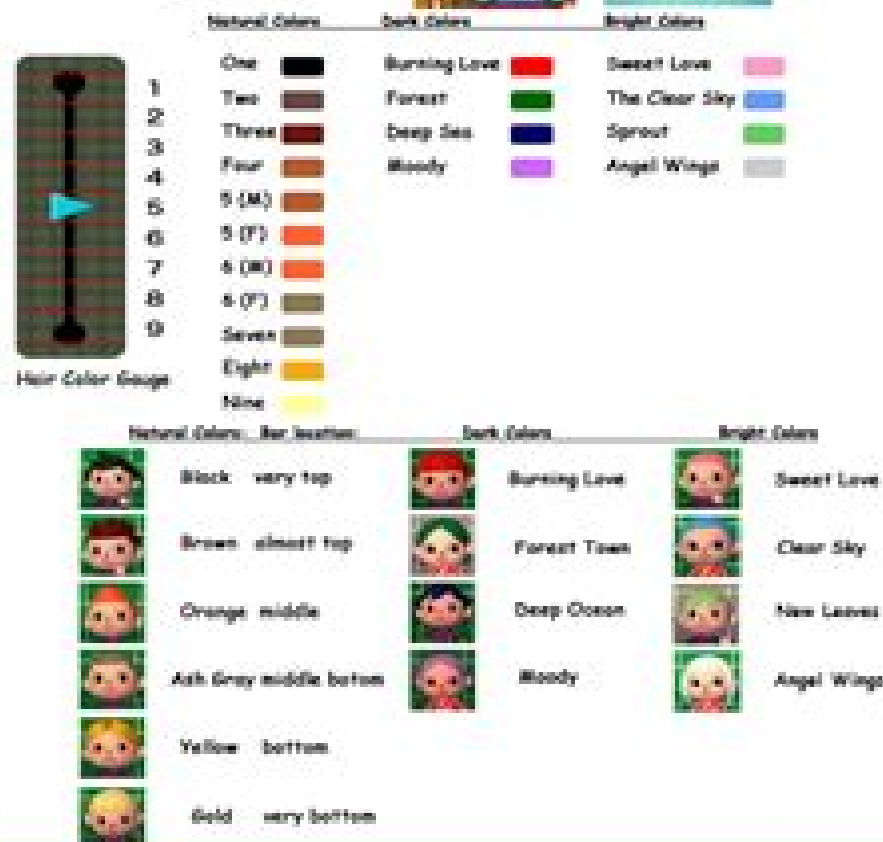 Natural Colors Dark Colors Bright Colors
One Burning Love Sweet Love
1
Two Forest The Clear Sky
2
Three Deep Sea Sprout
3
Four Moody Angel Wings
4
5 (M)
5
5 (F)
6
6 (M)
7
6 (F)
8
Seven
9
Eight
Hair Color Gauge
Nine
Natural Colors: Bar location: Dark Colors Bright Colors
Black very top Burning Love Sweet Love
Brown almost top Forest Town Clear Sky
Orange middle Deep Ocean New Leaves
Ash Gray middle botom Moody Angel Wings
Yellow bottom
Gold very bottom